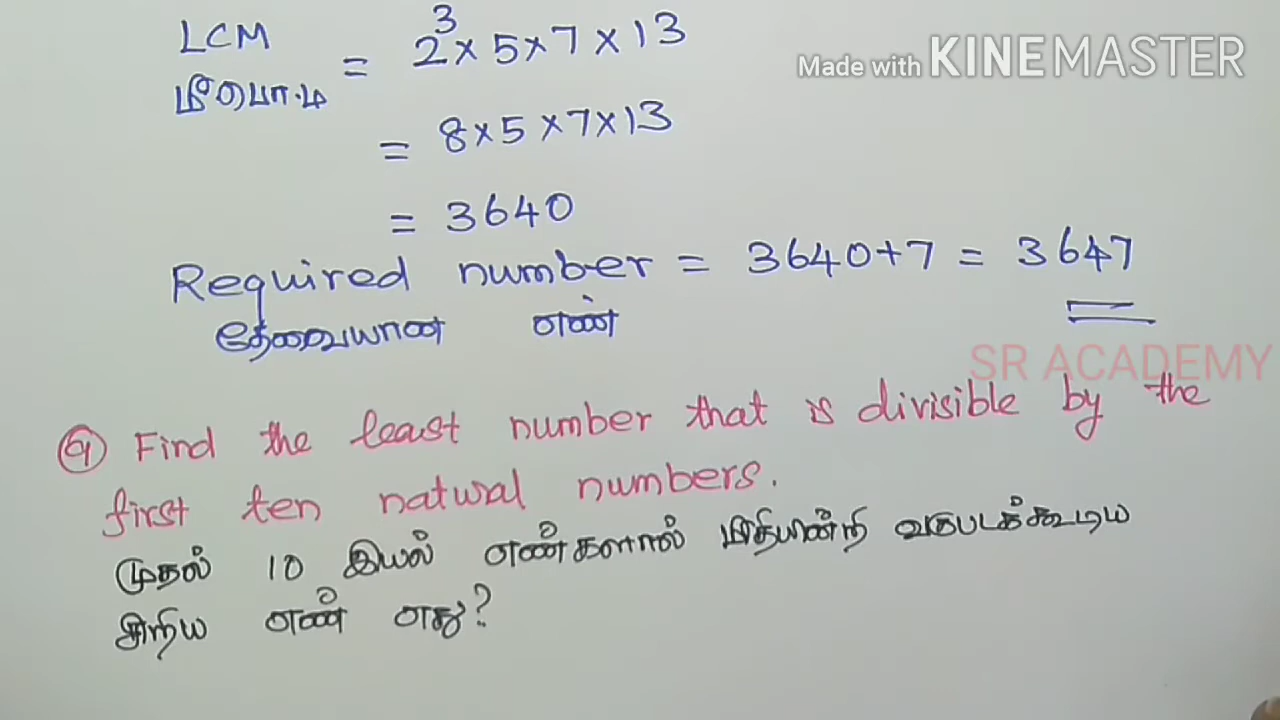 Made with KINEMASTER
LCM = 2³×5×7×13
மீபொ.ம
= 8×5×7×13
= 3640
Required number = 3640+7 = 3647
தேவையான எண்
SR ACADEMY
9 Find the least number that is divisible by the
first ten natural numbers.
முதல் 10 இயல் எண்களால் மீதியின்றி வகுபடக்கூடிய
சிறிய எண் எது?